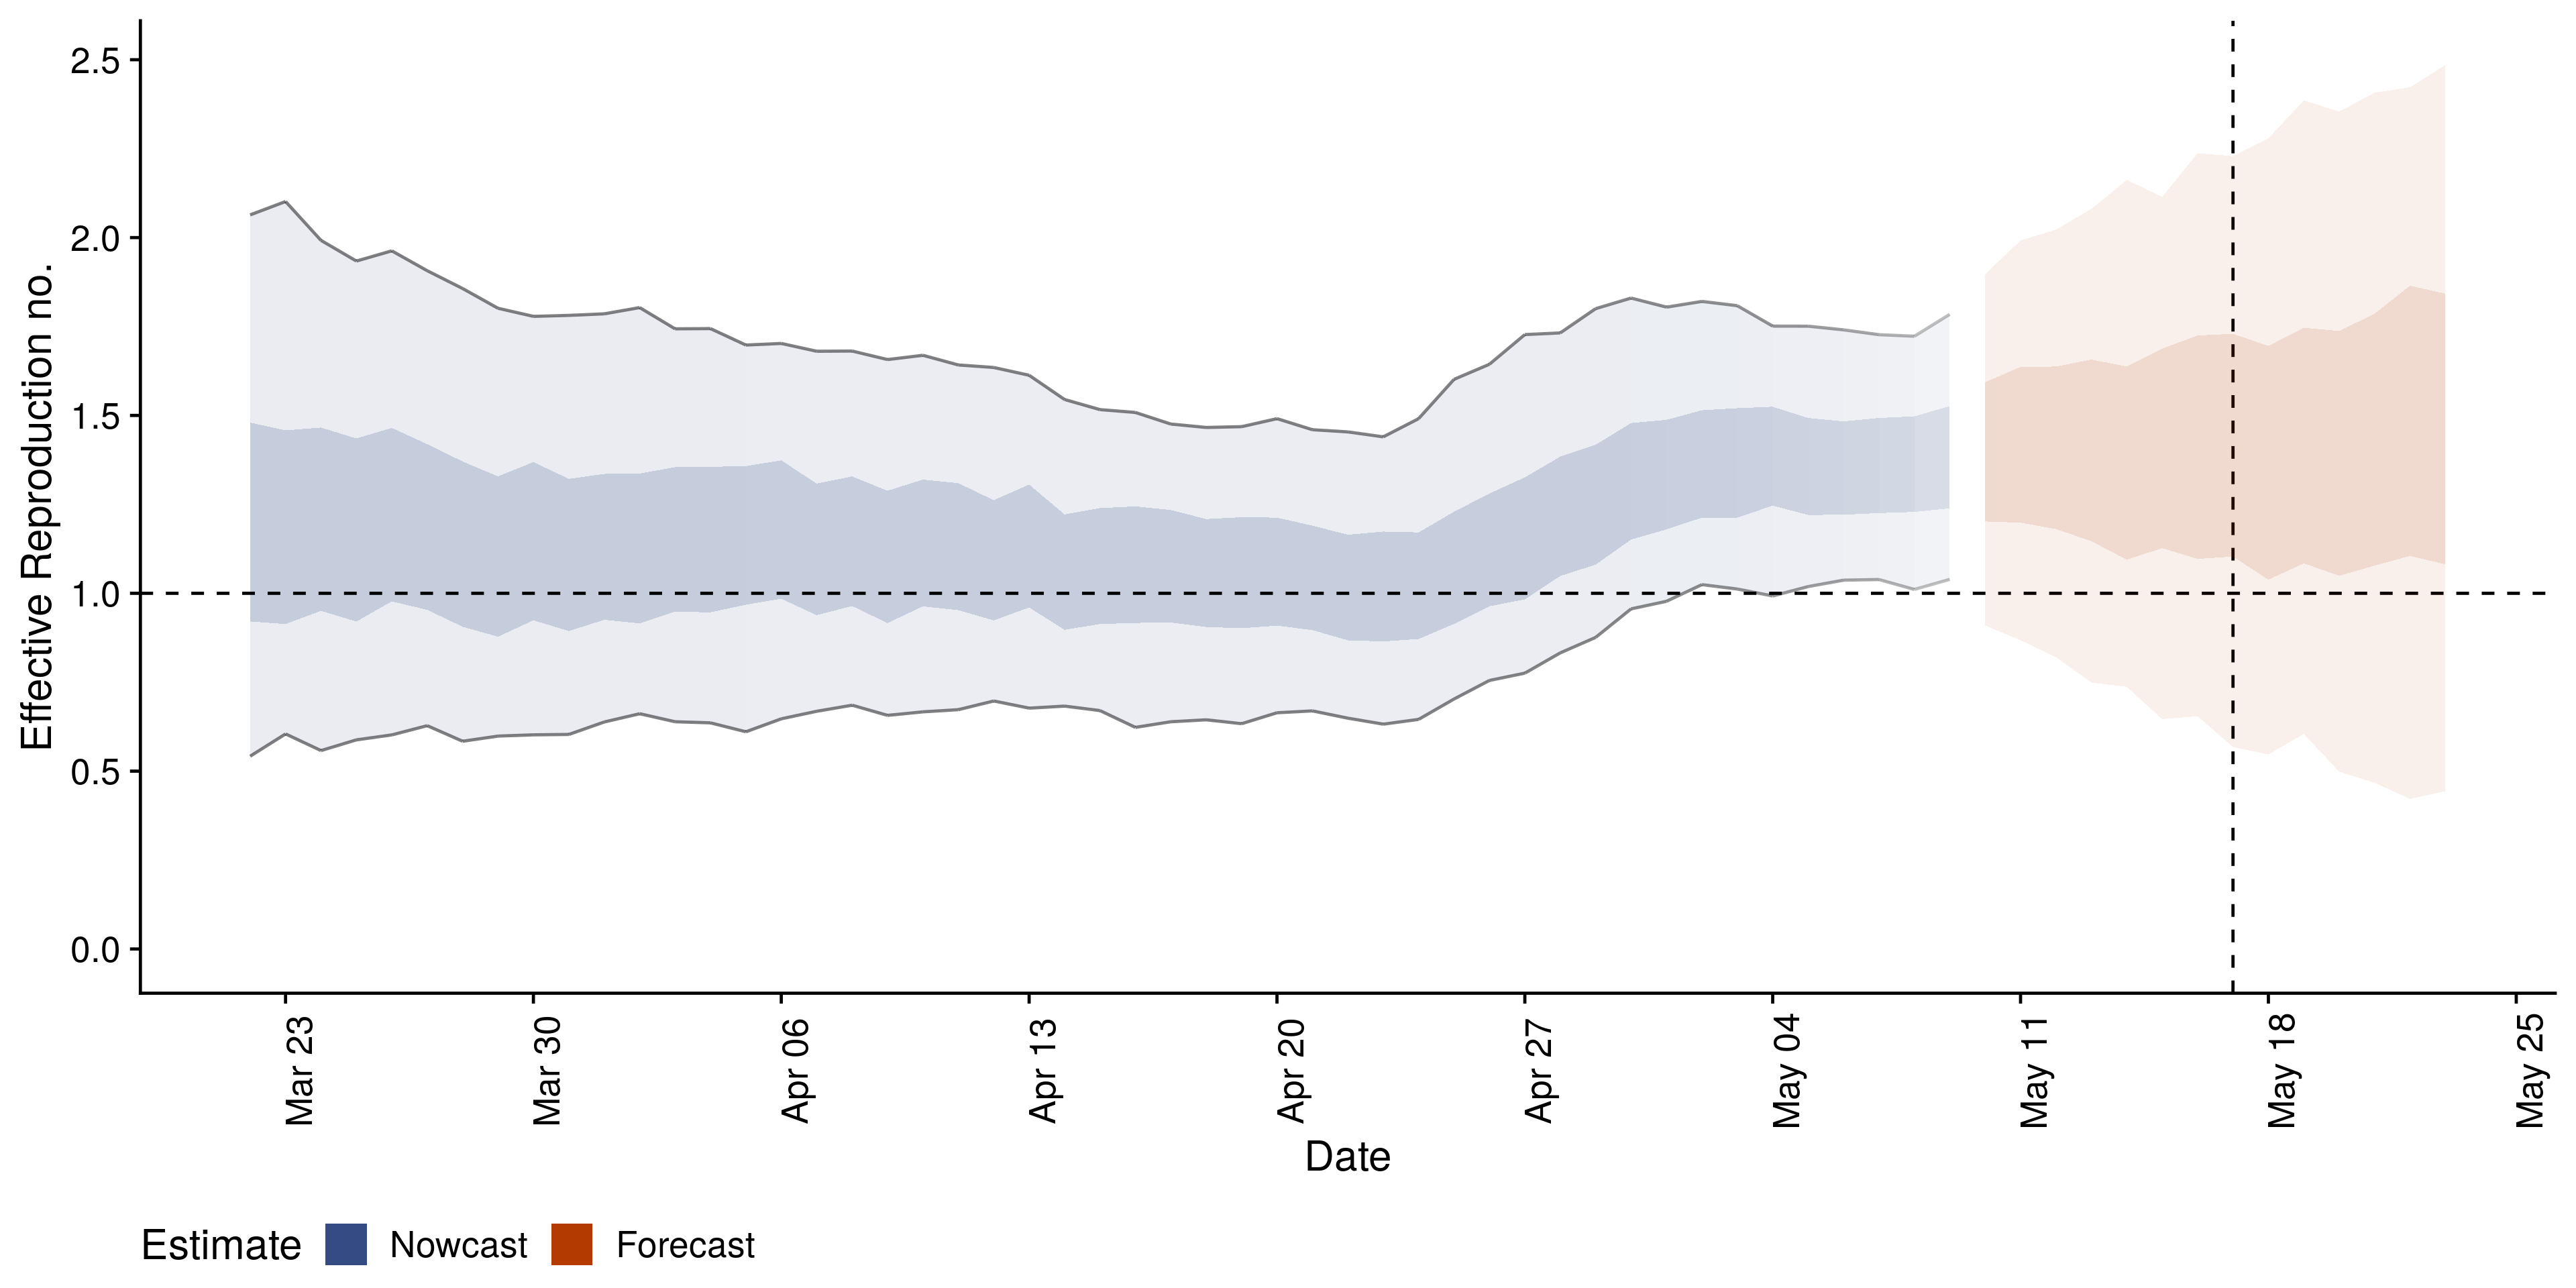 Effective Reproduction no.
2.5
2.0
1.5
1.0
0.5
0.0
Mar 23
Mar 30
Apr 06
Apr 13
Apr 20
Apr 27
May 04
May 11
May 18
May 25
Date
Estimate Nowcast Forecast